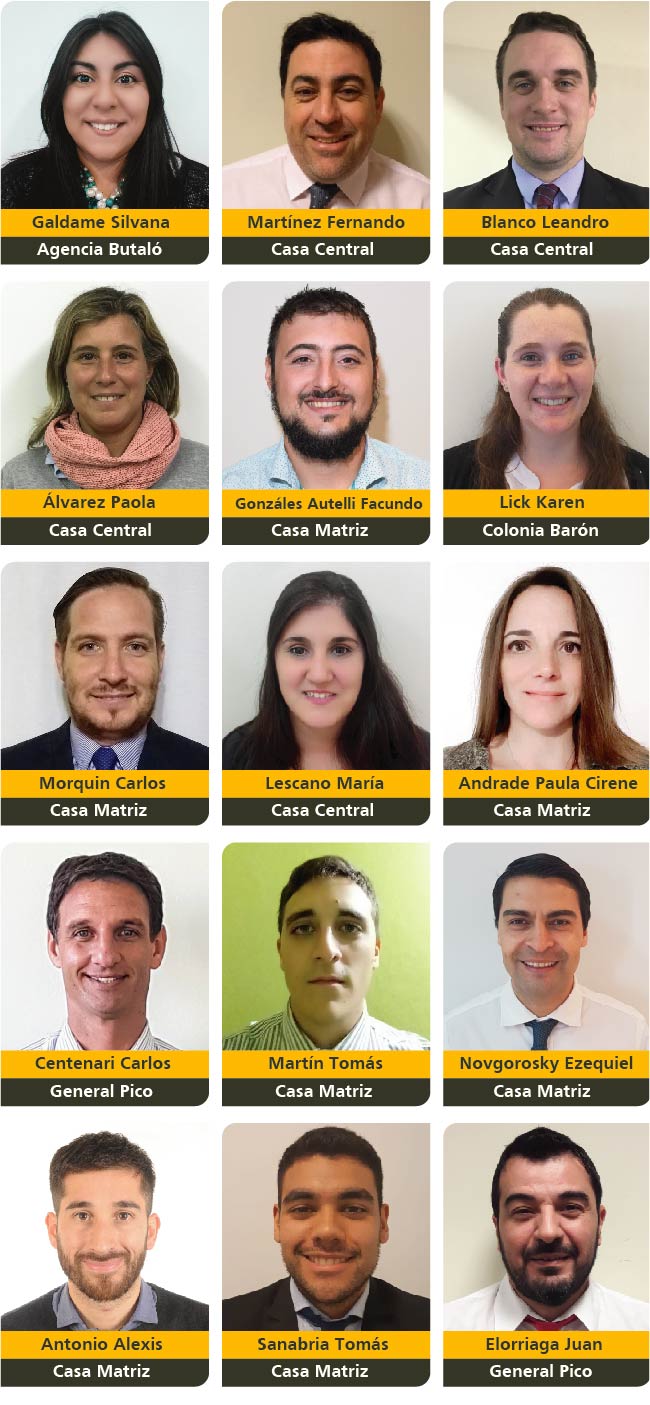 Galdame Silvana
Agencia Butaló
Martínez Fernando
Casa Central
Blanco Leandro
Casa Central
Álvarez Paola
Casa Central
Gonzáles Autelli Facundo
Casa Matriz
Lick Karen
Colonia Barón
Morquin Carlos
Casa Matriz
Lescano María
Casa Central
Andrade Paula Cirene
Casa Matriz
Centenari Carlos
General Pico
Martín Tomás
Casa Matriz
Novgorosky Ezequiel
Casa Matriz
Antonio Alexis
Casa Matriz
Sanabria Tomás
Casa Matriz
Elorriaga Juan
General Pico